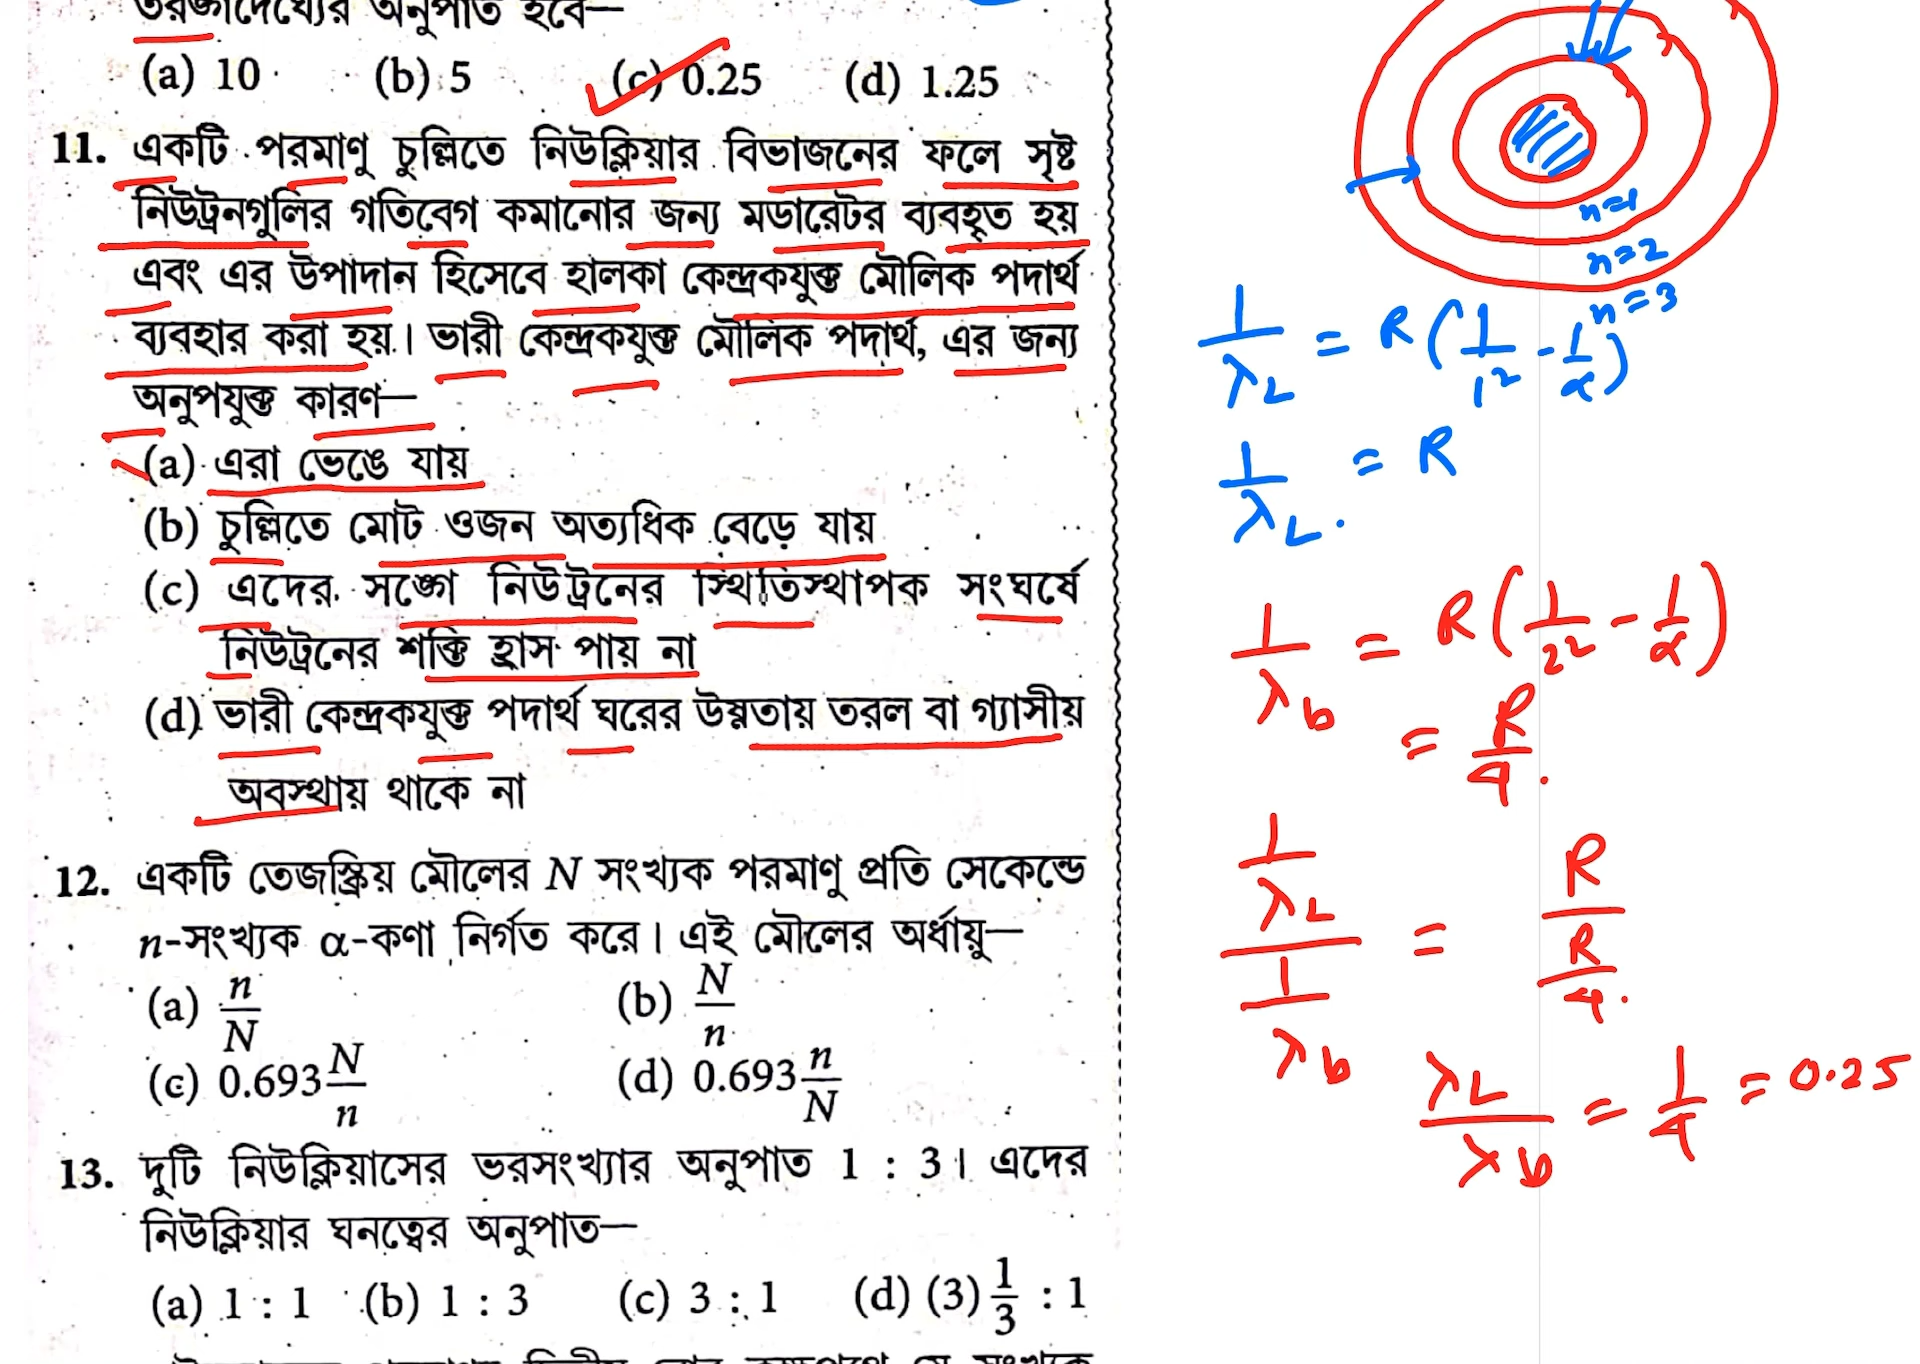 তরঙ্গদৈর্ঘ্যের অনুপাত হবে—
(a) 10 (b) 5 (c) 0.25 (d) 1.25
11. একটি পরমাণু চুল্লিতে নিউক্লিয়ার বিভাজনের ফলে সৃষ্ট
নিউট্রনগুলির গতিবেগ কমানোর জন্য মডারেটর ব্যবহৃত হয়
এবং এর উপাদান হিসেবে হালকা কেন্দ্রকযুক্ত মৌলিক পদার্থ
ব্যবহার করা হয়। ভারী কেন্দ্রকযুক্ত মৌলিক পদার্থ, এর জন্য
অনুপযুক্ত কারণ—
(a) এরা ভেঙে যায়
(b) চুল্লিতে মোট ওজন অত্যধিক বেড়ে যায়
(c) এদের সঙ্গে নিউট্রনের স্থিতিস্থাপক সংঘর্ষে
নিউট্রনের শক্তি হ্রাস পায় না
(d) ভারী কেন্দ্রকযুক্ত পদার্থ ঘরের উষ্ণতায় তরল বা গ্যাসীয়
অবস্থায় থাকে না
12. একটি তেজস্ক্রিয় মৌলের N সংখ্যক পরমাণু প্রতি সেকেন্ডে
n-সংখ্যক α-কণা নির্গত করে। এই মৌলের অর্ধায়ু—
(a) n/N (b) N/n
(c) 0.693 N/n (d) 0.693 n/N
13. দুটি নিউক্লিয়াসের ভরসংখ্যার অনুপাত 1 : 3। এদের
নিউক্লিয়ার ঘনত্বের অনুপাত—
(a) 1 : 1 (b) 1 : 3 (c) 3 : 1 (d) (3) 1/3 : 1
n=1
n=2
n=3
1/λL = R(1/1² - 1/α)
1/λL. = R
1/λb = R(1/2² - 1/α)
= R/4.
1/λL / 1/λb = R / R/4.
λL/λb = 1/4 = 0.25